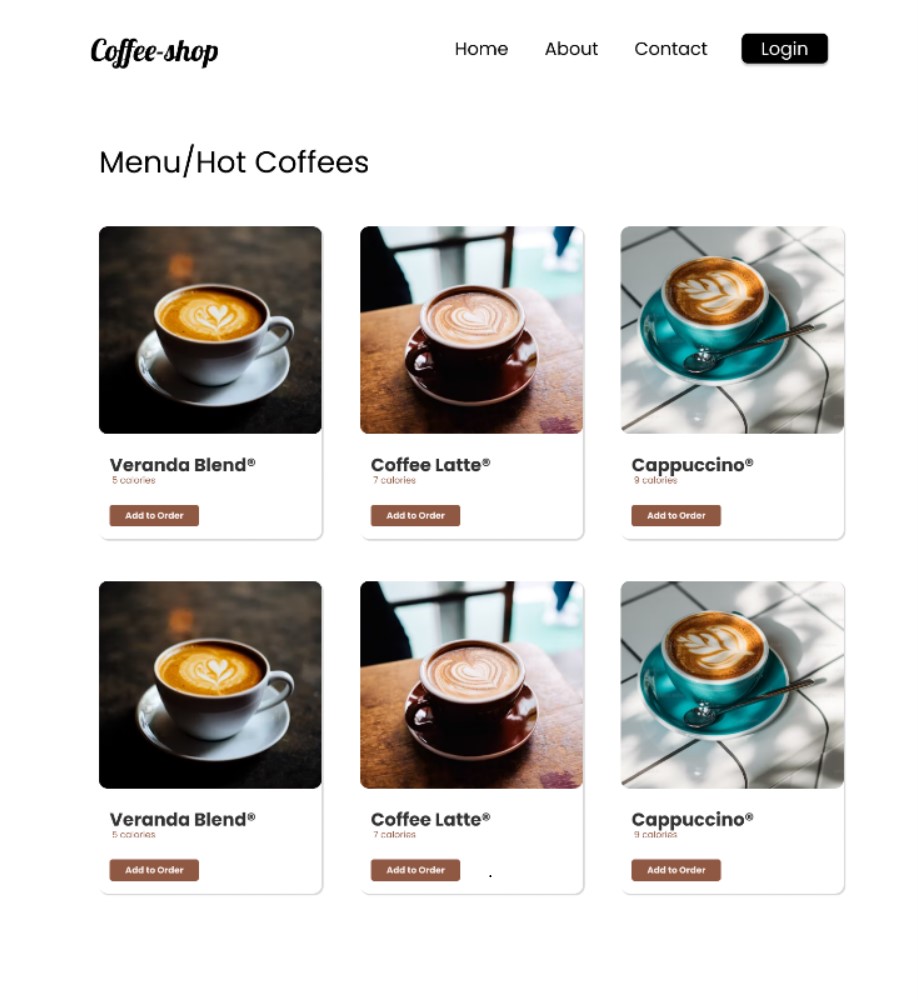 Coffee-shop Home About Contact Login
Menu/Hot Coffees
Veranda Blend® Coffee Latte® Cappuccino®
5 calories 7 calories 9 calories
Add to Order Add to Order Add to Order
Veranda Blend® Coffee Latte® Cappuccino®
5 calories 7 calories 9 calories
Add to Order Add to Order Add to Order